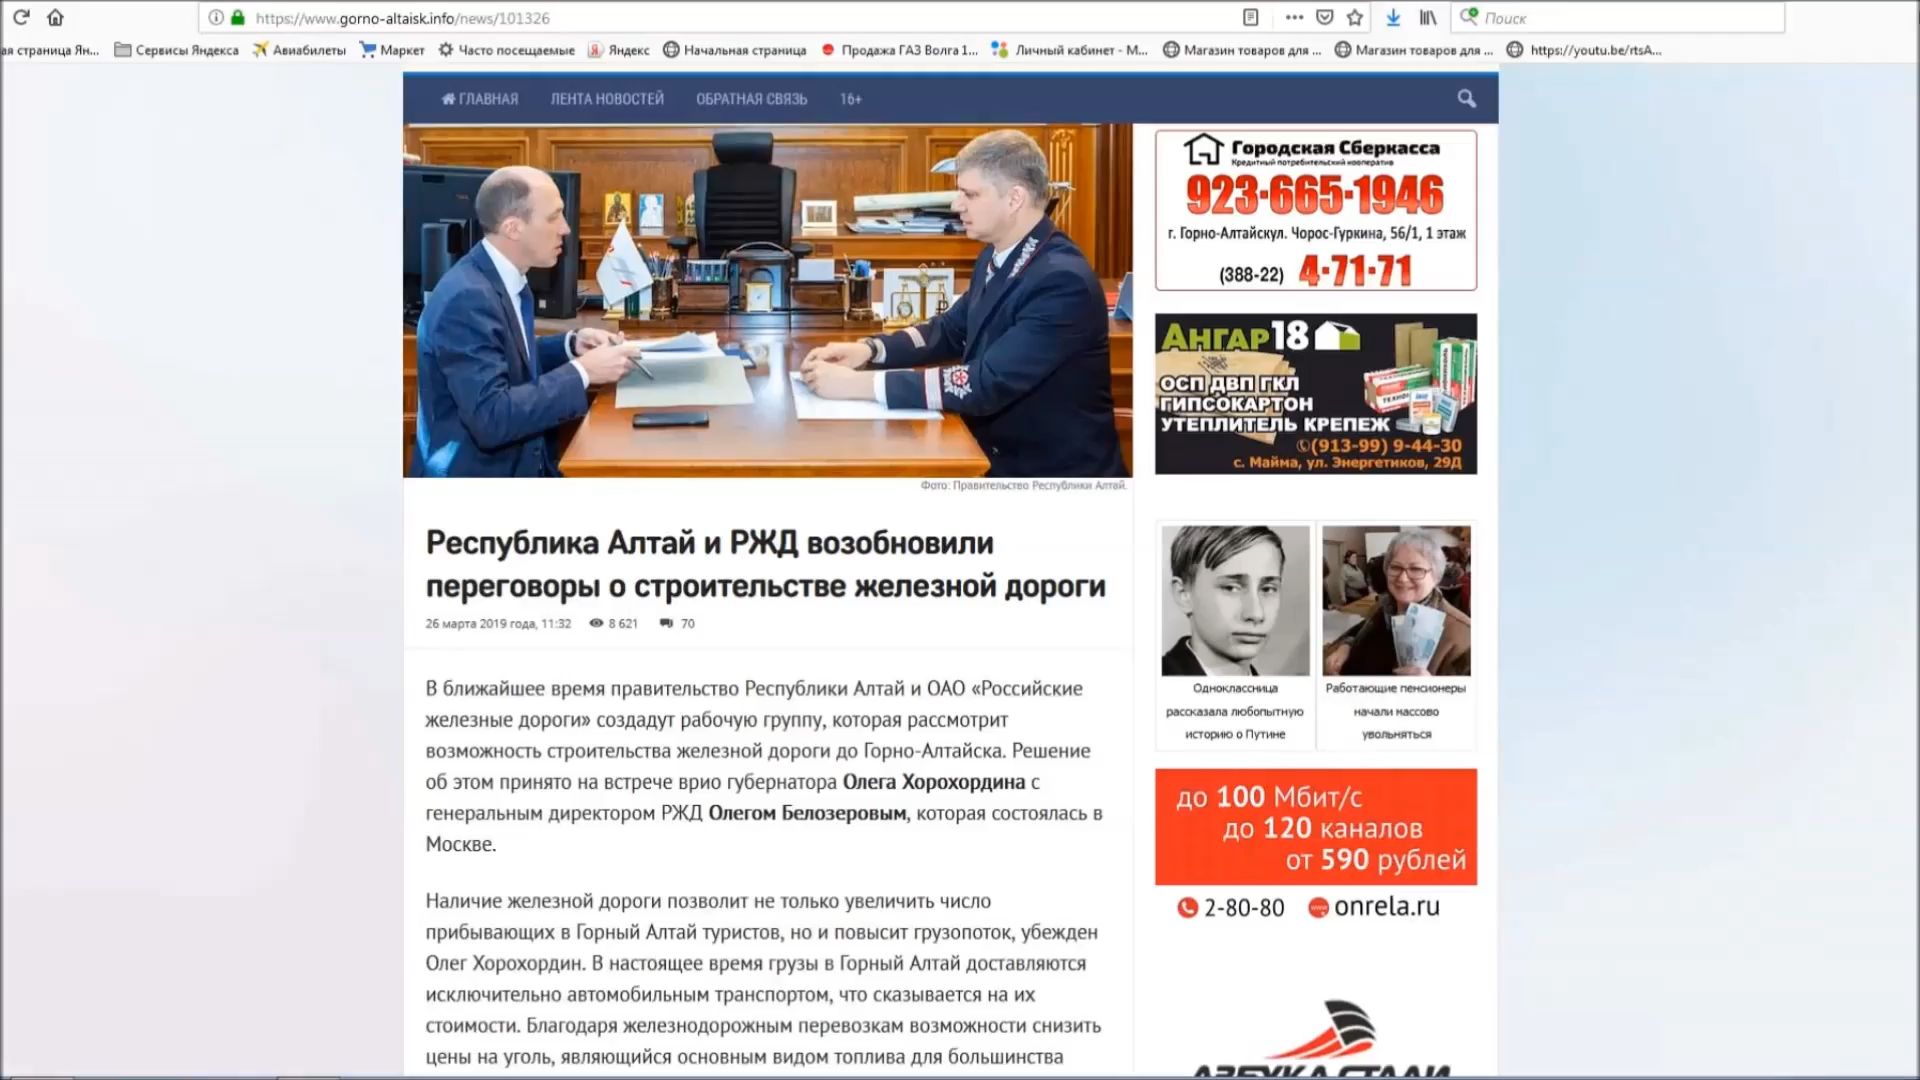 https://www.gorno-altaisk.info/news/101326
Поиск
ая страница Ян...
Сервисы Яндекса
Авиабилеты
Маркет
Часто посещаемые
Яндекс
Начальная страница
Продажа ГАЗ Волга 1...
Личный кабинет - М...
Магазин товаров для ...
Магазин товаров для ...
https://youtu.be/rtsA...
ГЛАВНАЯ
ЛЕНТА НОВОСТЕЙ
ОБРАТНАЯ СВЯЗЬ
16+
Фото: Правительство Республики Алтай.
Республика Алтай и РЖД возобновили
переговоры о строительстве железной дороги
26 марта 2019 года, 11:32
8 621
70
В ближайшее время правительство Республики Алтай и ОАО «Российские
железные дороги» создадут рабочую группу, которая рассмотрит
возможность строительства железной дороги до Горно-Алтайска. Решение
об этом принято на встрече врио губернатора Олега Хорохордина с
генеральным директором РЖД Олегом Белозеровым, которая состоялась в
Москве.
Наличие железной дороги позволит не только увеличить число
прибывающих в Горный Алтай туристов, но и повысит грузопоток, убежден
Олег Хорохордин. В настоящее время грузы в Горный Алтай доставляются
исключительно автомобильным транспортом, что сказывается на их
стоимости. Благодаря железнодорожным перевозкам возможности снизить
цены на уголь, являющийся основным видом топлива для большинства
Городская Сберкасса
Кредитный потребительский кооператив
923-665-1946
г. Горно-Алтайскул. Чорос-Гуркина, 56/1, 1 этаж
(388-22) 4-71-71
АНГАР18
ОСП ДВП ГКЛ
ГИПСОКАРТОН
УТЕПЛИТЕЛЬ КРЕПЕЖ
(913-99) 9-44-30
с. Майма, ул. Энергетиков, 29Д
Одноклассница
рассказала любопытную
историю о Путине
Работающие пенсионеры
начали массово
увольняться
до 100 Мбит/с
до 120 каналов
от 590 рублей
2-80-80
onrela.ru
АЗБУКА СТАЛИ